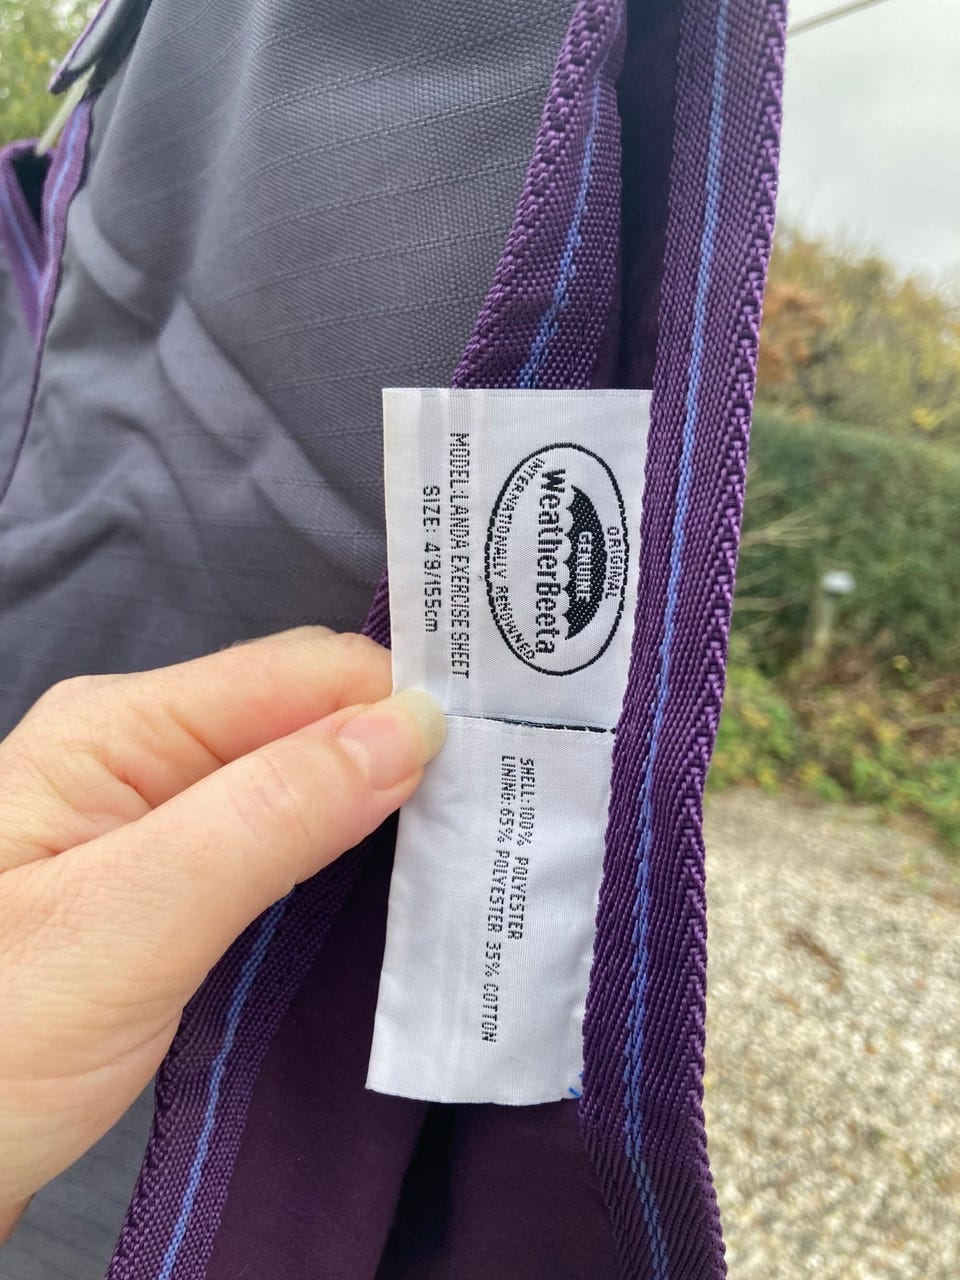 ORIGINAL
GENUINE
WeatherBeeta
INTERNATIONALLY RENOWNED
MODEL:LANDA EXERCISE SHEET
SIZE: 4'9/155cm
SHELL:100% POLYESTER
LINING:65% POLYESTER 35% COTTON